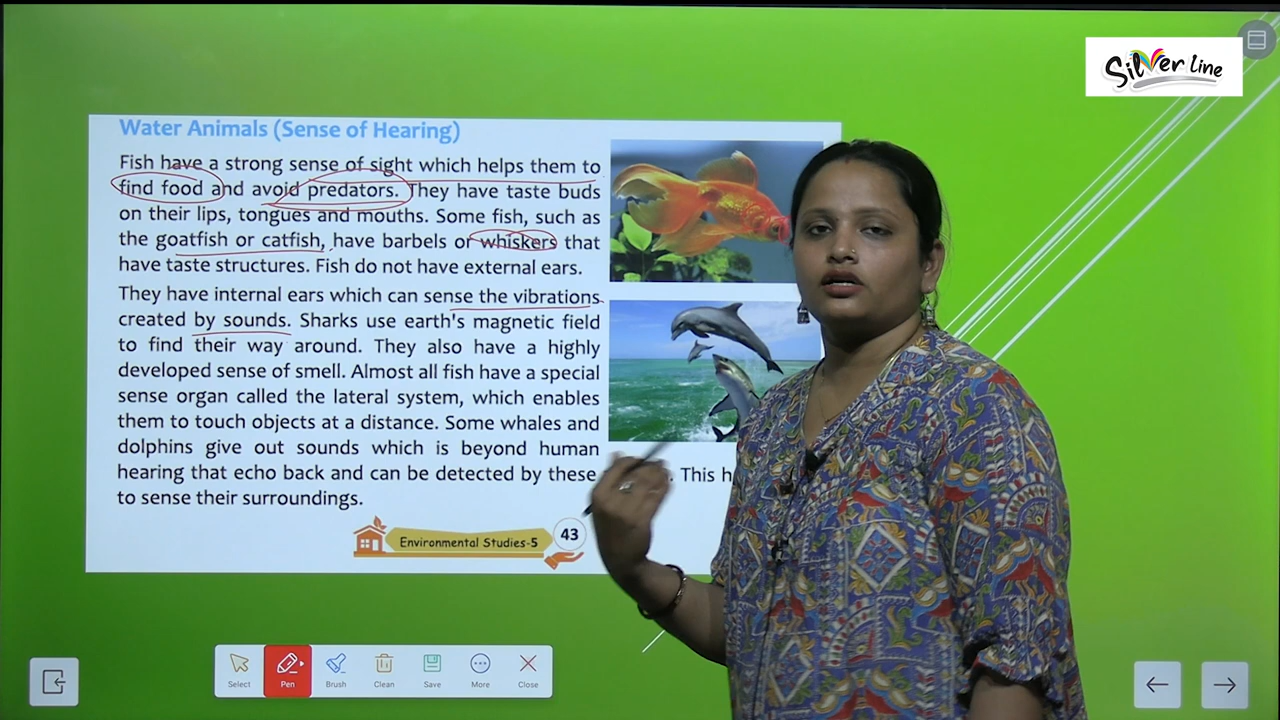 Silver line
Water Animals (Sense of Hearing)
Fish have a strong sense of sight which helps them to
find food and avoid predators. They have taste buds
on their lips, tongues and mouths. Some fish, such as
the goatfish or catfish, have barbels or whiskers that
have taste structures. Fish do not have external ears.
They have internal ears which can sense the vibrations
created by sounds. Sharks use earth's magnetic field
to find their way around. They also have a highly
developed sense of smell. Almost all fish have a special
sense organ called the lateral system, which enables
them to touch objects at a distance. Some whales and
dolphins give out sounds which is beyond human
hearing that echo back and can be detected by these . This
to sense their surroundings.
Environmental Studies-5 43
Select Pen Brush Clean Save More Close